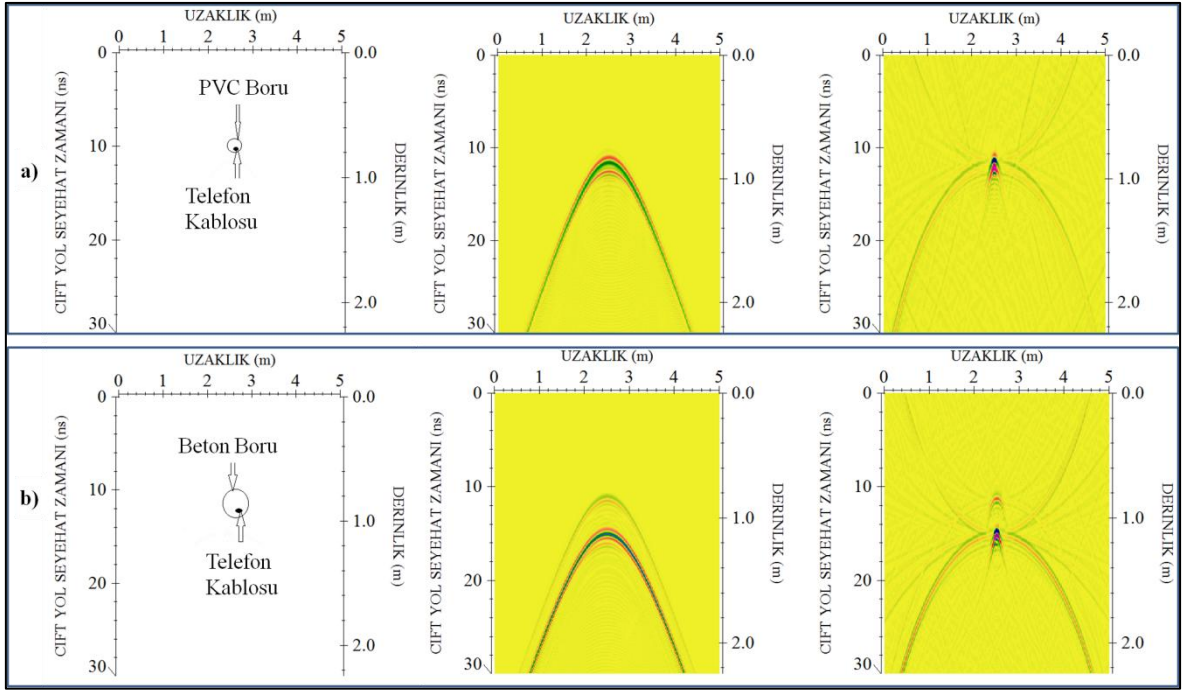 UZAKLIK (m)
0 1 2 3 4 5
0
10
20
30
ÇIFT YOL SEYEHAT ZAMANI (ns)
PVC Boru
Telefon
Kablosu
0.0
1.0
2.0
DERINLIK (m)
a)
UZAKLIK (m)
0 1 2 3 4 5
0
10
20
30
ÇIFT YOL SEYEHAT ZAMANI (ns)
0.0
1.0
2.0
DERINLIK (m)
UZAKLIK (m)
0 1 2 3 4 5
0
10
20
30
ÇIFT YOL SEYEHAT ZAMANI (ns)
0.0
1.0
2.0
DERINLIK (m)
UZAKLIK (m)
0 1 2 3 4 5
0
10
20
30
ÇIFT YOL SEYEHAT ZAMANI (ns)
Beton Boru
Telefon
Kablosu
0.0
1.0
2.0
DERINLIK (m)
b)
UZAKLIK (m)
0 1 2 3 4 5
0
10
20
30
ÇIFT YOL SEYEHAT ZAMANI (ns)
0.0
1.0
2.0
DERINLIK (m)
UZAKLIK (m)
0 1 2 3 4 5
0
10
20
30
ÇIFT YOL SEYEHAT ZAMANI (ns)
0.0
1.0
2.0
DERINLIK (m)